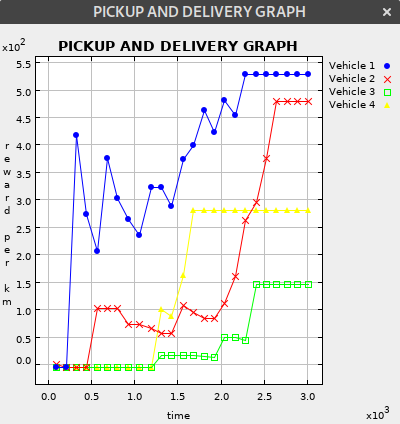 PICKUP AND DELIVERY GRAPH ×
x10²
PICKUP AND DELIVERY GRAPH
Vehicle 1
Vehicle 2
Vehicle 3
Vehicle 4
5.5
5.0
4.5
4.0
3.5
3.0
2.5
2.0
1.5
1.0
0.5
0.0
reward per km
0.0 0.5 1.0 1.5 2.0 2.5 3.0
time
x10³